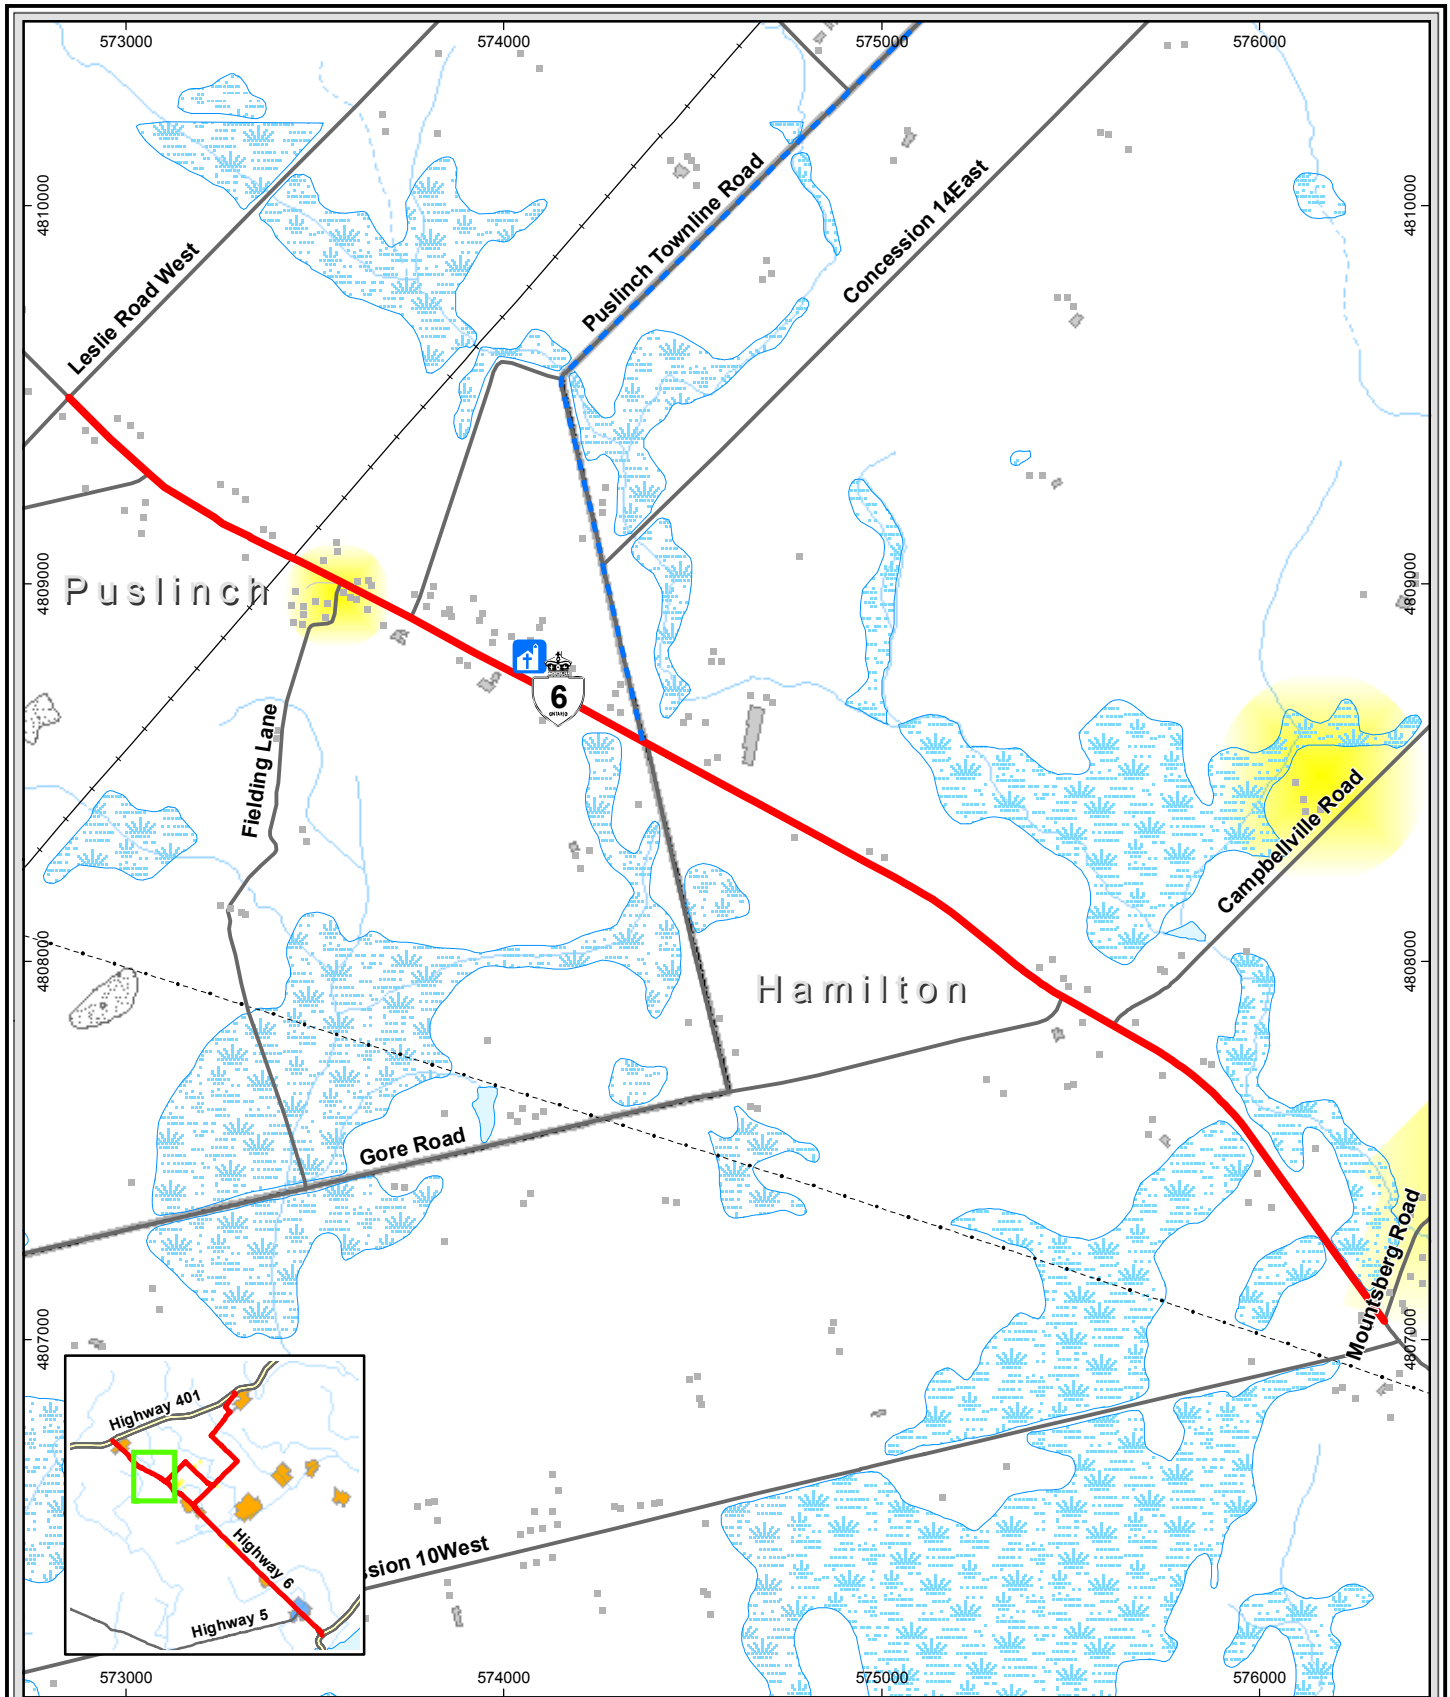 573000
574000
575000
576000
4810000
4810000
Leslie Road West
Puslinch Townline Road
Concession 14East
4809000
4809000
Puslinch
6
ONTARIO
Fielding Lane
Campbellville Road
4808000
4808000
Hamilton
Gore Road
Mountsberg Road
4807000
4807000
Highway 401
Highway 6
Highway 5
ssion 10West
573000
574000
575000
576000